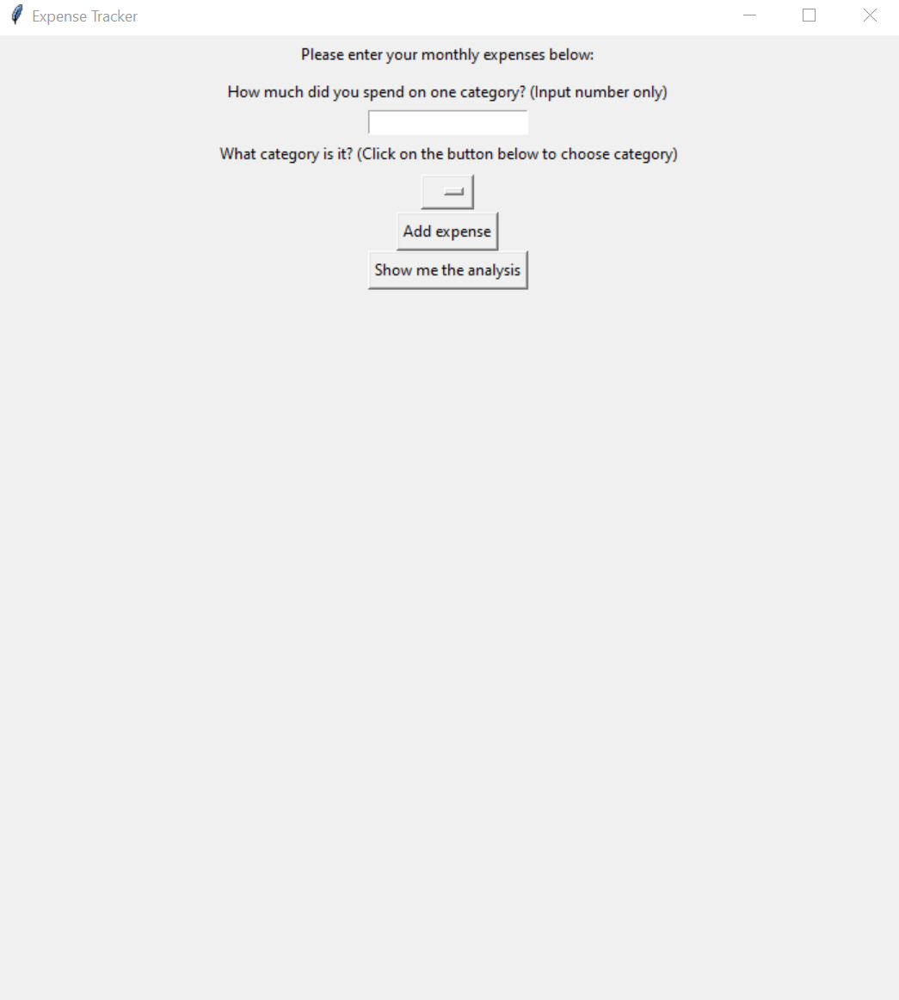 Expense Tracker
Please enter your monthly expenses below:
How much did you spend on one category? (Input number only)
What category is it? (Click on the button below to choose category)
Add expense
Show me the analysis